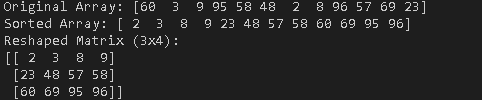 Original Array: [60  3  9 95 58 48  2  8 96 57 69 23]
Sorted Array: [ 2  3  8  9 23 48 57 58 60 69 95 96]
Reshaped Matrix (3x4):
[[ 2  3  8  9]
 [23 48 57 58]
 [60 69 95 96]]